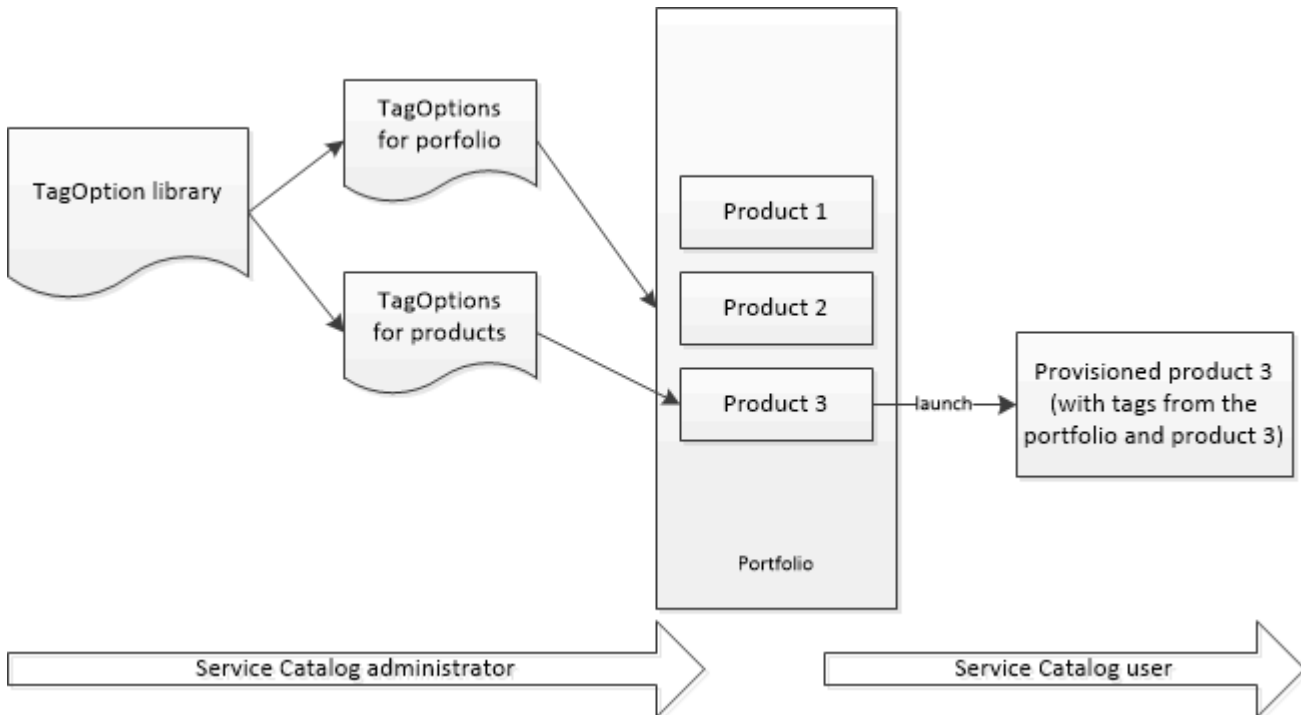 TagOption library
TagOptions
for porfolio
TagOptions
for products
Product 1
Product 2
Product 3
Portfolio
launch
Provisioned product 3
(with tags from the
portfolio and product 3)
Service Catalog administrator
Service Catalog user